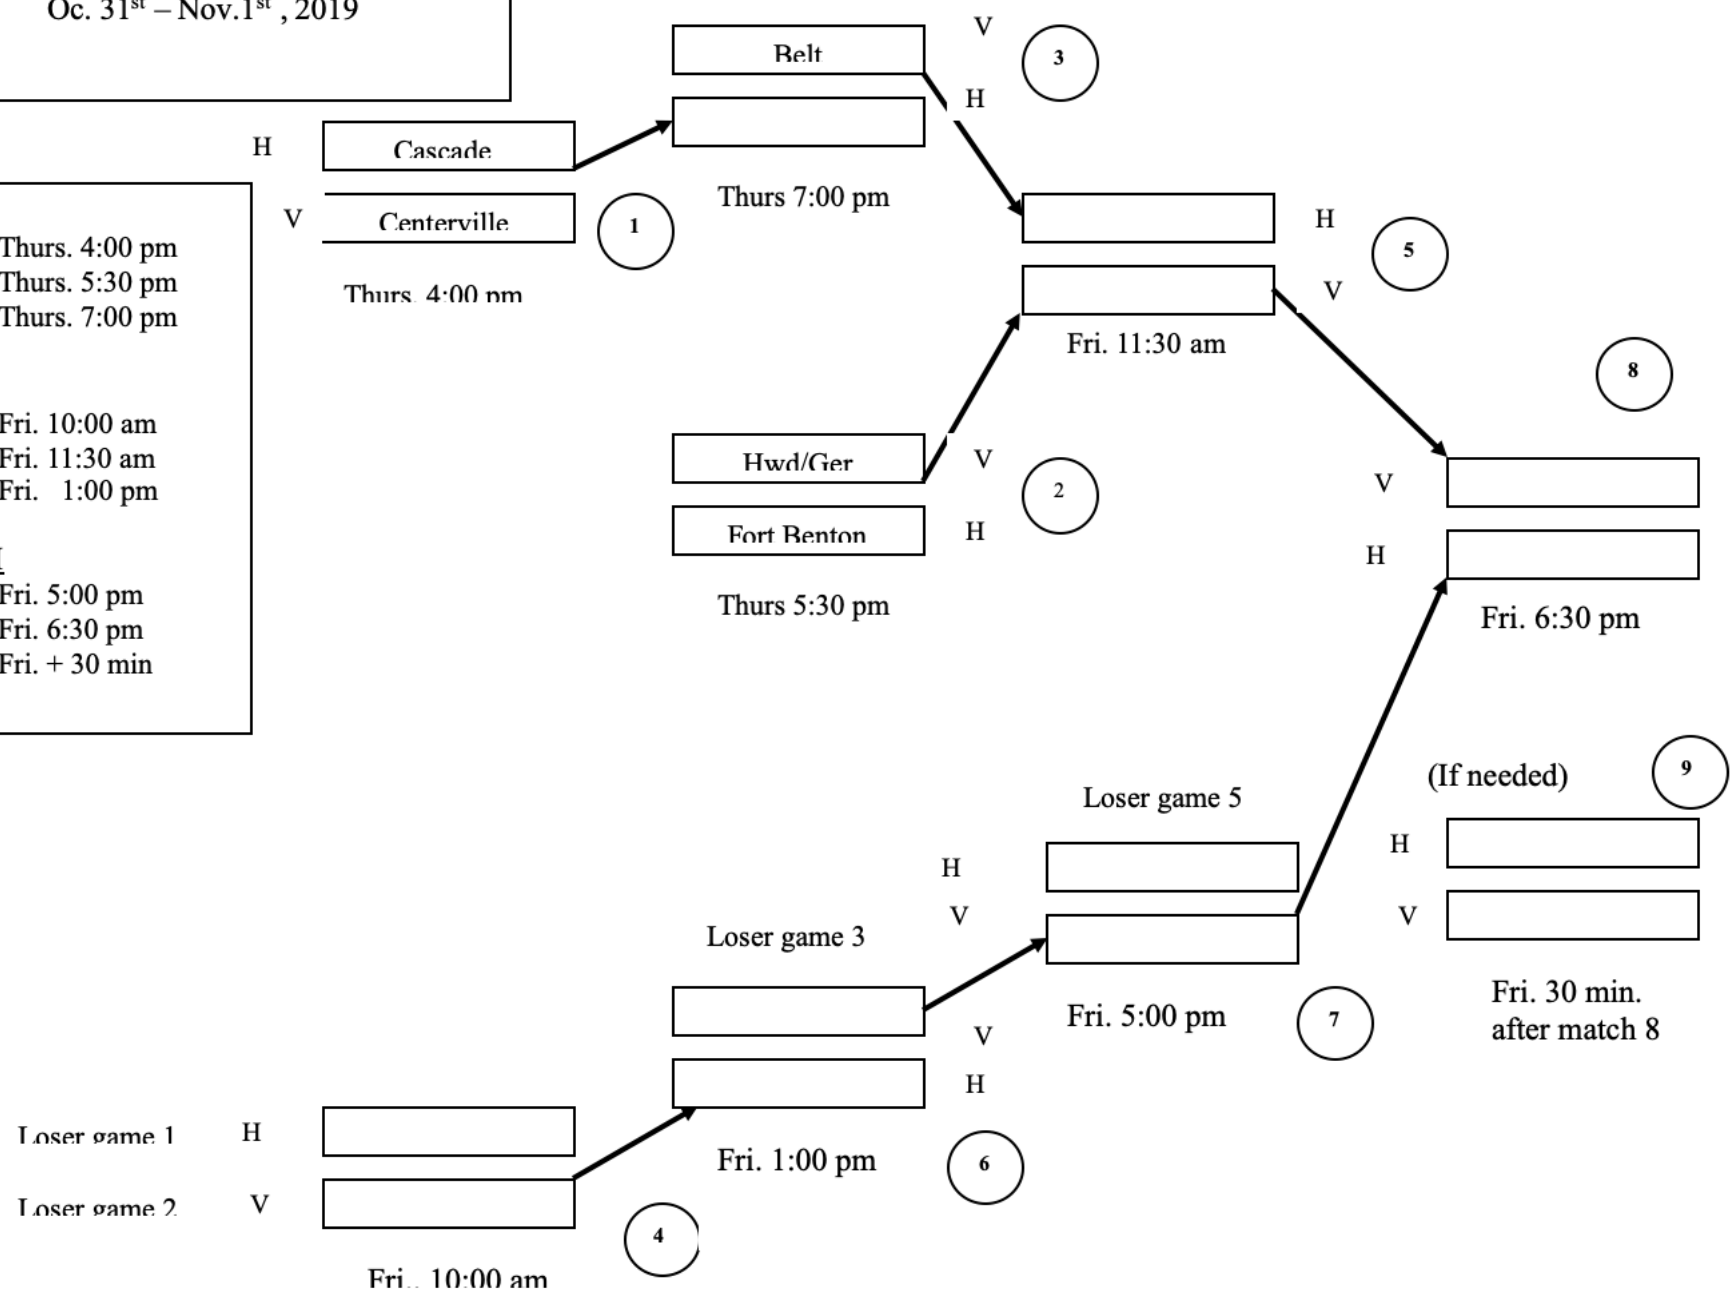 Oc. 31st – Nov.1st , 2019
V
Belt
3
H
H
Cascade
V
Centerville
1
Thurs 7:00 pm
Thurs. 4:00 pm
H
5
V
Fri. 11:30 am
Thurs. 4:00 pm
Thurs. 5:30 pm
Thurs. 7:00 pm
Fri. 10:00 am
Fri. 11:30 am
Fri. 1:00 pm
Fri. 5:00 pm
Fri. 6:30 pm
Fri. + 30 min
8
Hwd/Ger
V
2
Fort Benton
H
Thurs 5:30 pm
V
H
Fri. 6:30 pm
(If needed)
9
Loser game 5
H
V
H
V
Loser game 3
Fri. 30 min.
after match 8
Fri. 5:00 pm
7
V
H
Fri. 1:00 pm
6
Loser game 1
H
Loser game 2
V
4
Fri.. 10:00 am